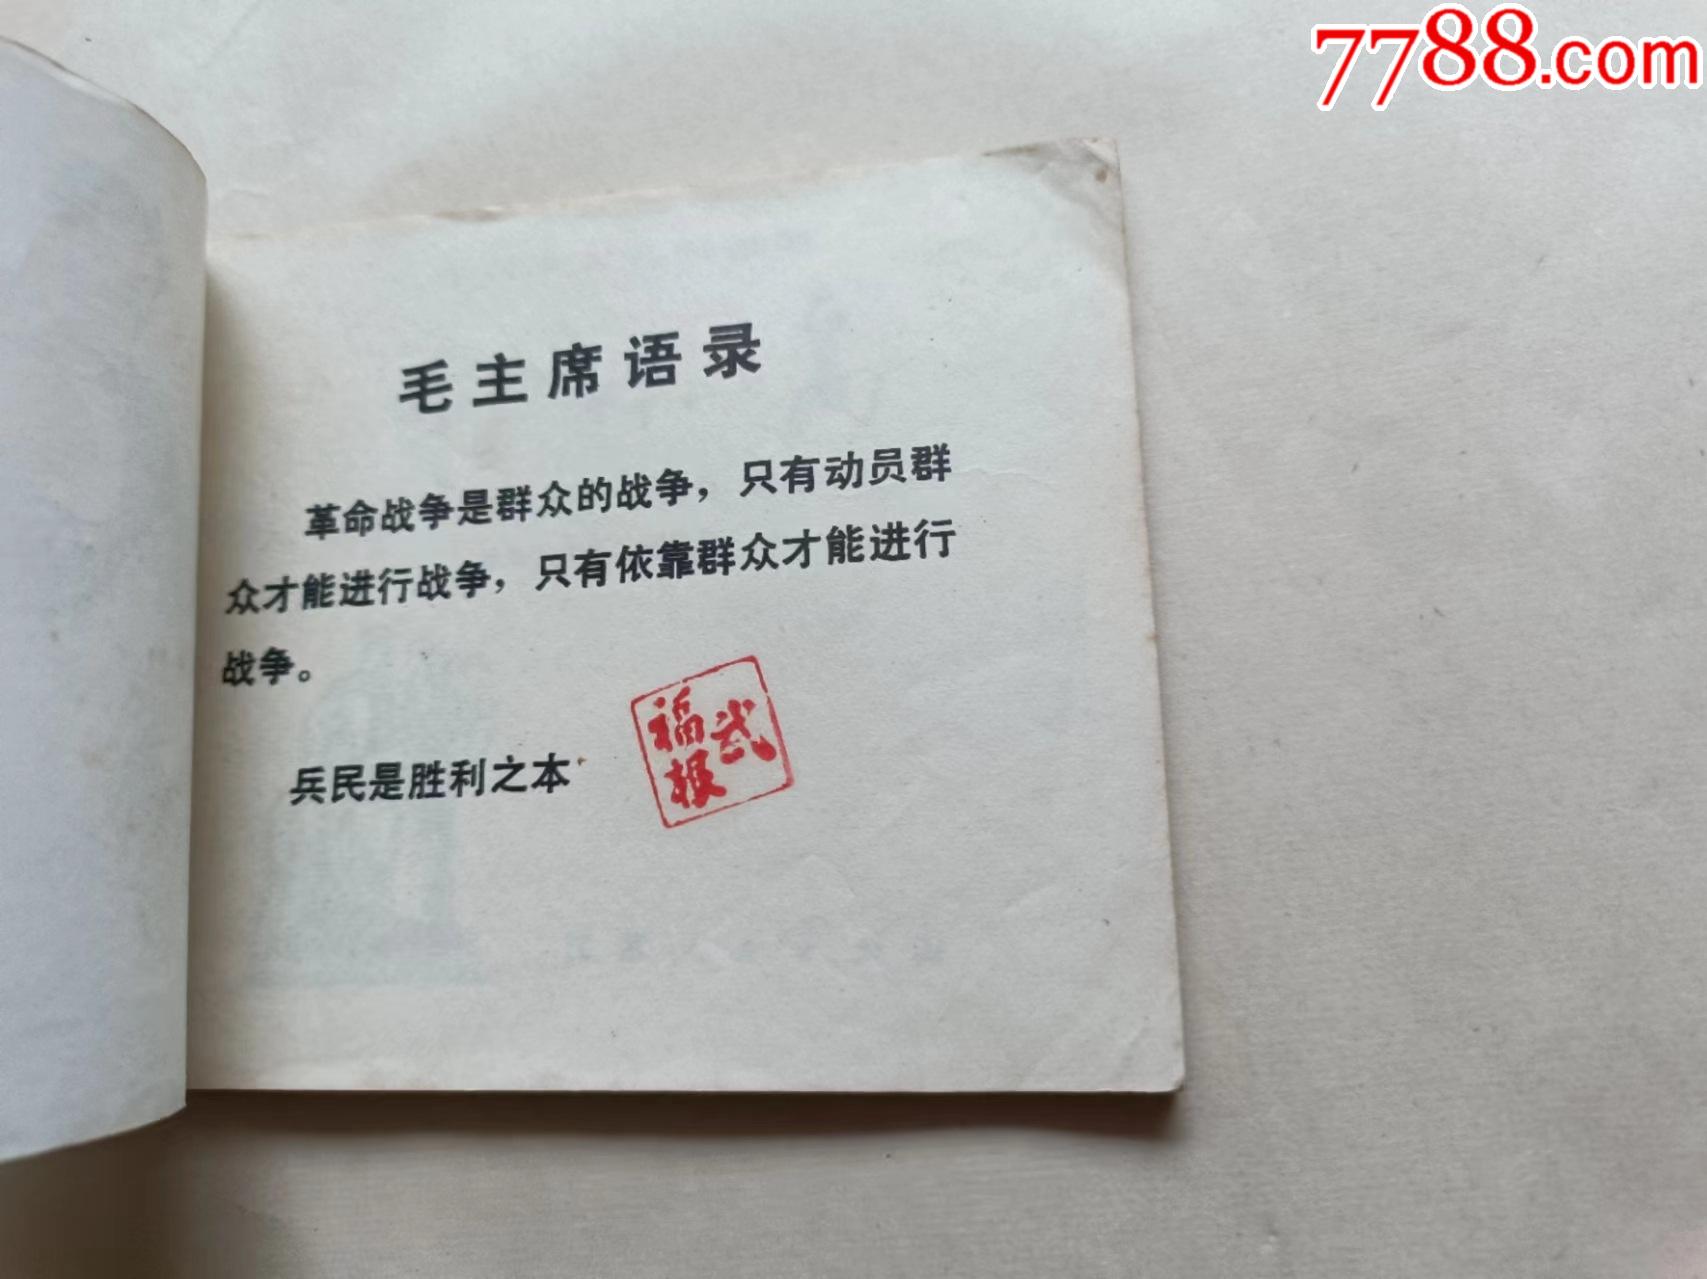 7788.com
毛主席语录
革命战争是群众的战争，只有动员群
众才能进行战争，只有依靠群众才能进行
战争。
兵民是胜利之本
武
福根